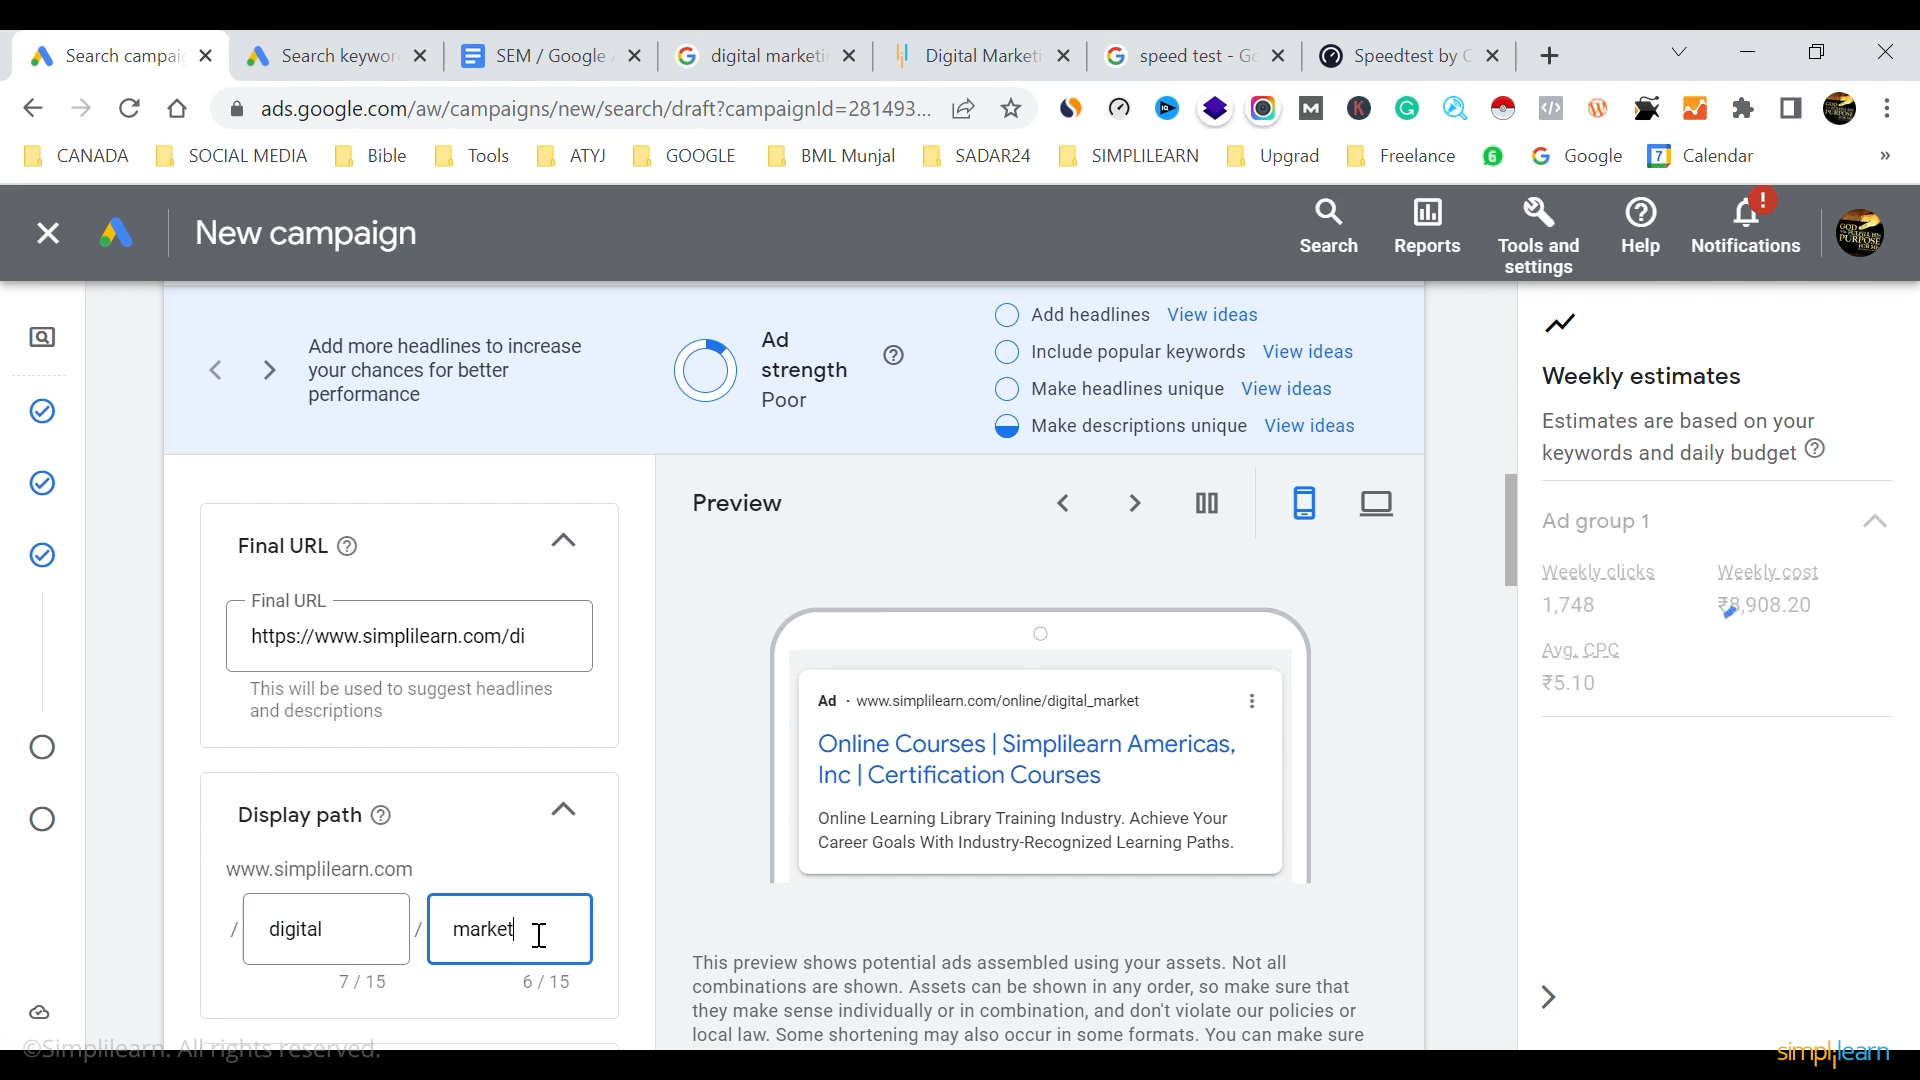 Search campai
Search keywor
SEM / Google
digital marketi
Digital Marketi
speed test - Go
Speedtest by
ads.google.com/aw/campaigns/new/search/draft?campaignId=281493...
CANADA
SOCIAL MEDIA
Bible
Tools
ATYJ
GOOGLE
BML Munjal
SADAR24
SIMPLILEARN
Upgrad
Freelance
Google
7
Calendar
»
New campaign
Search
Reports
Tools and
settings
Help
Notifications
Add more headlines to increase
your chances for better
performance
Ad
strength
Poor
Add headlines View ideas
Include popular keywords View ideas
Make headlines unique View ideas
Make descriptions unique View ideas
Final URL
Final URL
https://www.simplilearn.com/di
This will be used to suggest headlines
and descriptions
Display path
www.simplilearn.com
/ digital / market
7 / 15 6 / 15
Preview
Ad · www.simplilearn.com/online/digital_market
Online Courses | Simplilearn Americas,
Inc | Certification Courses
Online Learning Library Training Industry. Achieve Your
Career Goals With Industry-Recognized Learning Paths.
This preview shows potential ads assembled using your assets. Not all
combinations are shown. Assets can be shown in any order, so make sure that
they make sense individually or in combination, and don't violate our policies or
local law. Some shortening may also occur in some formats. You can make sure
Weekly estimates
Estimates are based on your
keywords and daily budget
Ad group 1
Weekly clicks Weekly cost
1,748 ₹8,908.20
Avg. CPC
₹5.10
©Simplilearn. All rights reserved.
simplilearn